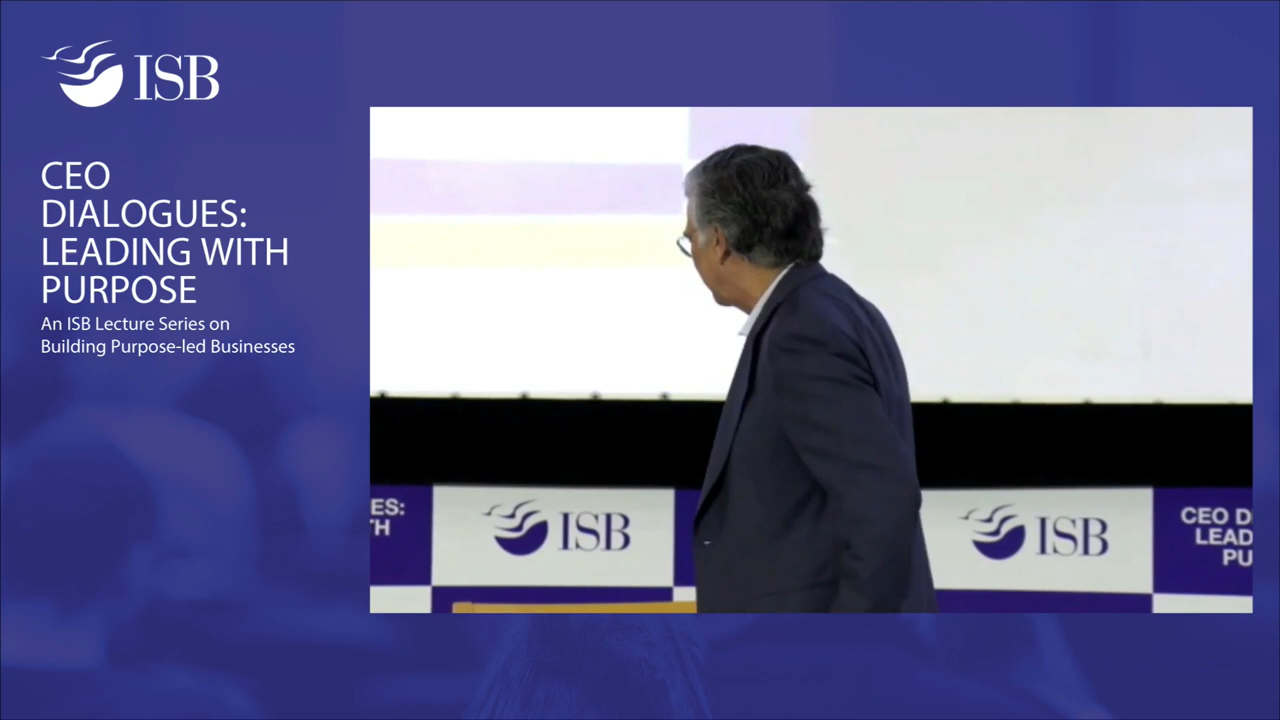 ISB
CEO
DIALOGUES:
LEADING WITH
PURPOSE
An ISB Lecture Series on
Building Purpose-led Businesses
ES:
TH
ISB
ISB
CEO D
LEAD
PU